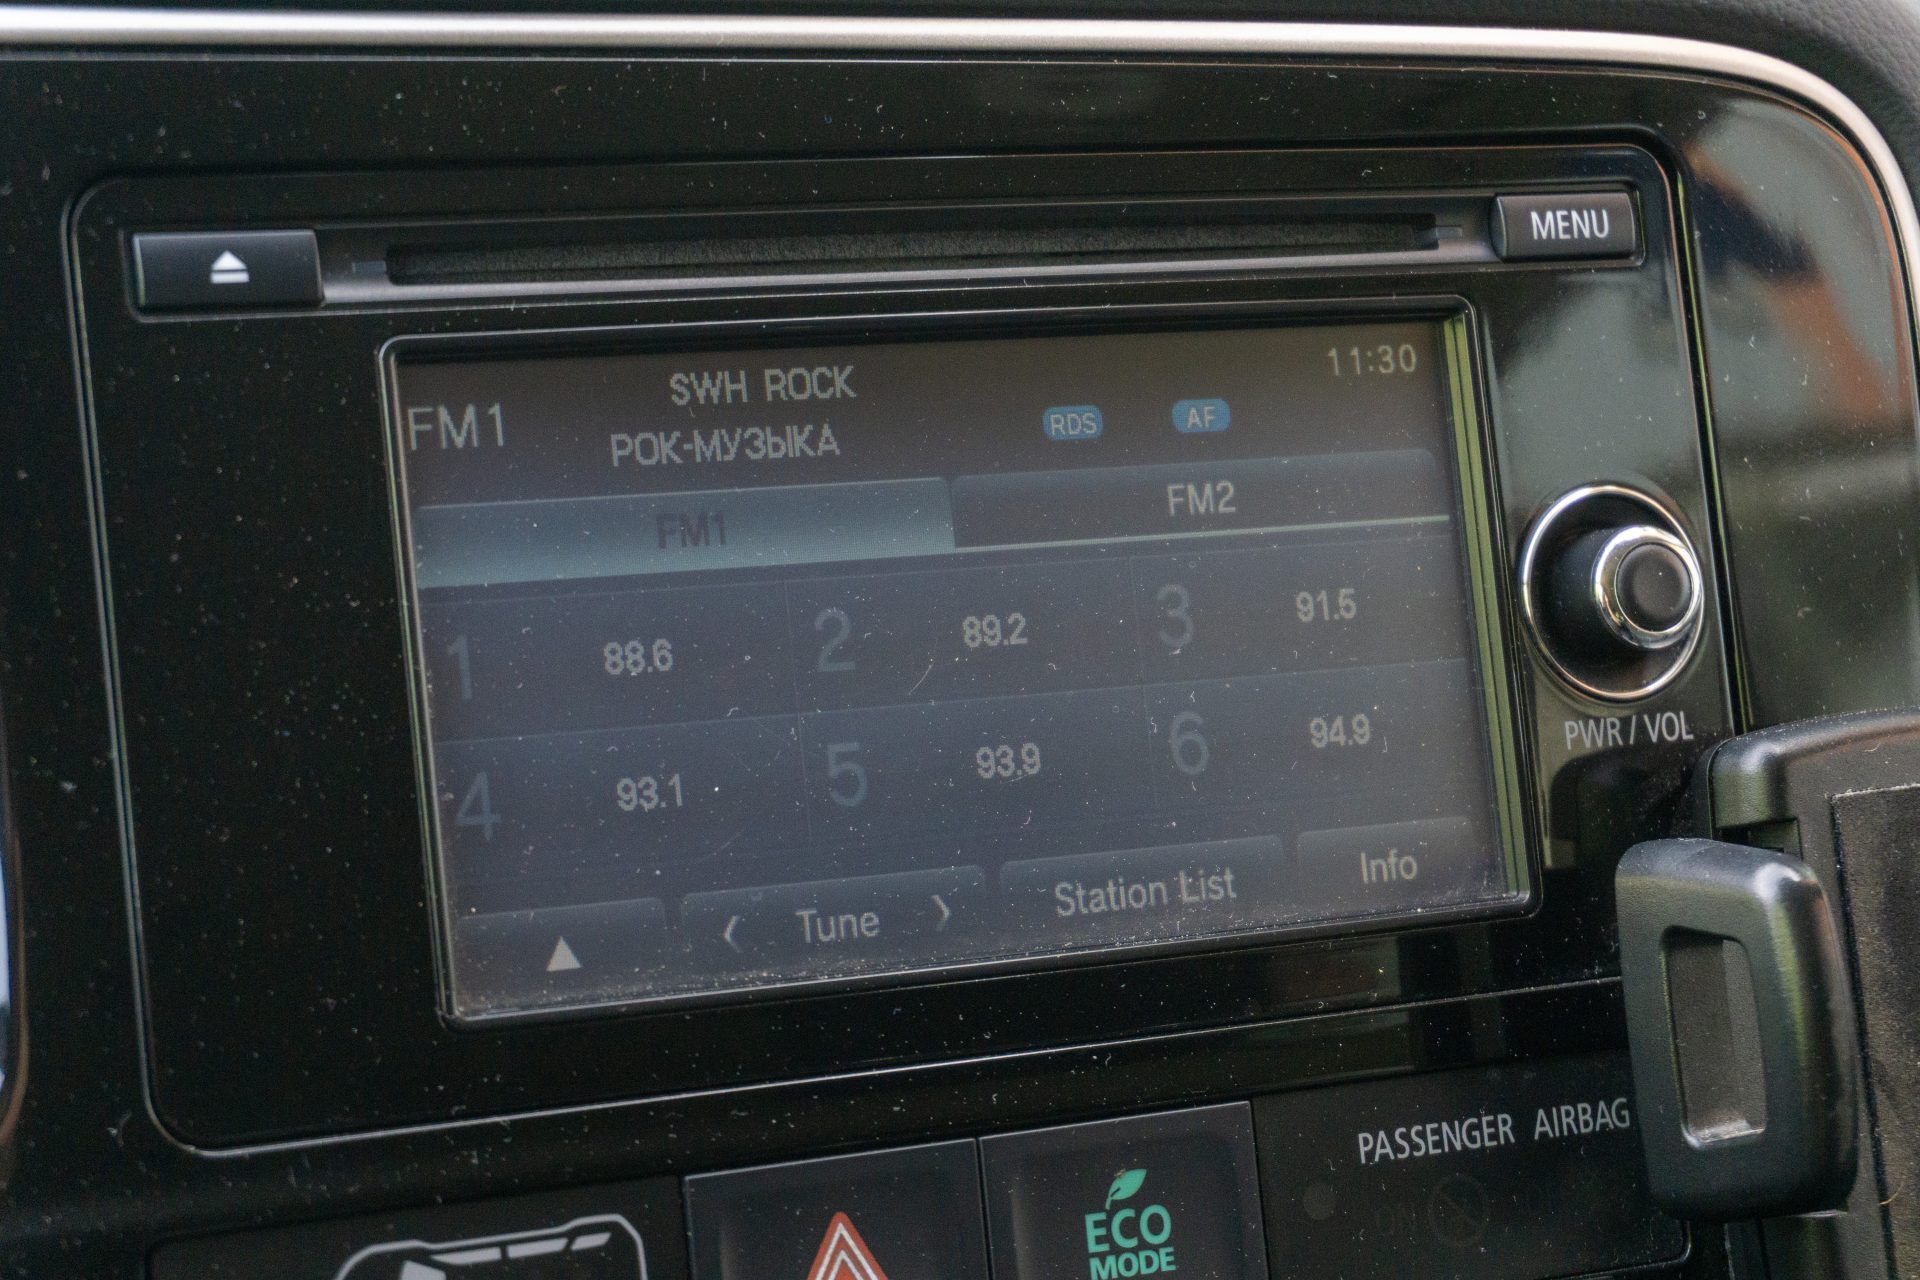 MENU
11:30
SWH ROCK
FM1
РОК-МУЗЫКА
RDS
AF
FM1
FM2
1
88.6
2
89.2
3
91.5
4
93.1
5
93.9
6
94.9
Tune
Station List
Info
PWR / VOL
PASSENGER AIRBAG
ECO
MODE